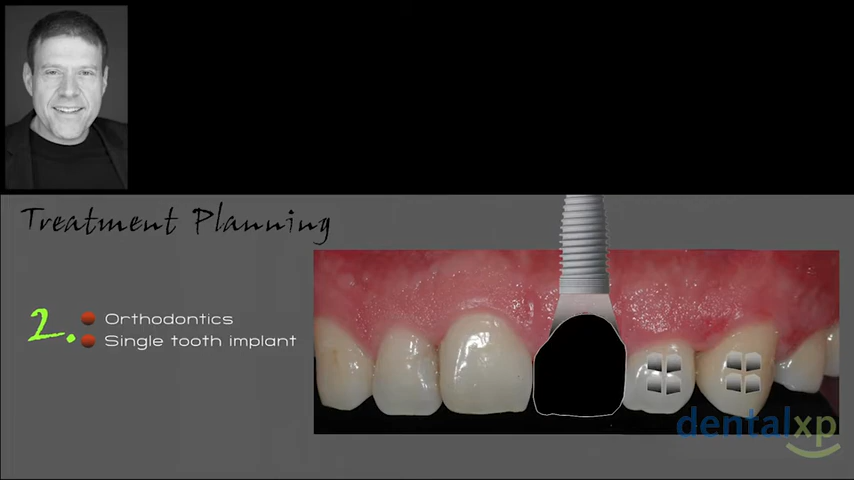 Treatment Planning
2.
Orthodontics
Single tooth implant
dentalxp